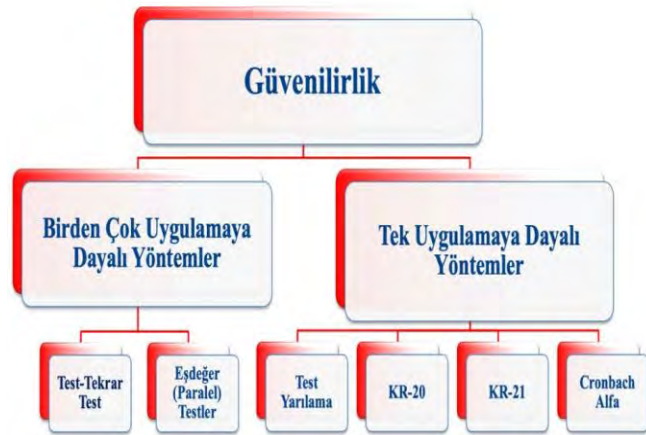 Güvenilirlik
Birden Çok Uygulamaya
Dayalı Yöntemler
Tek Uygulamaya Dayalı
Yöntemler
Test-Tekrar
Test
Eşdeğer
(Paralel)
Testler
Test
Yarılama
KR-20
KR-21
Cronbach
Alfa